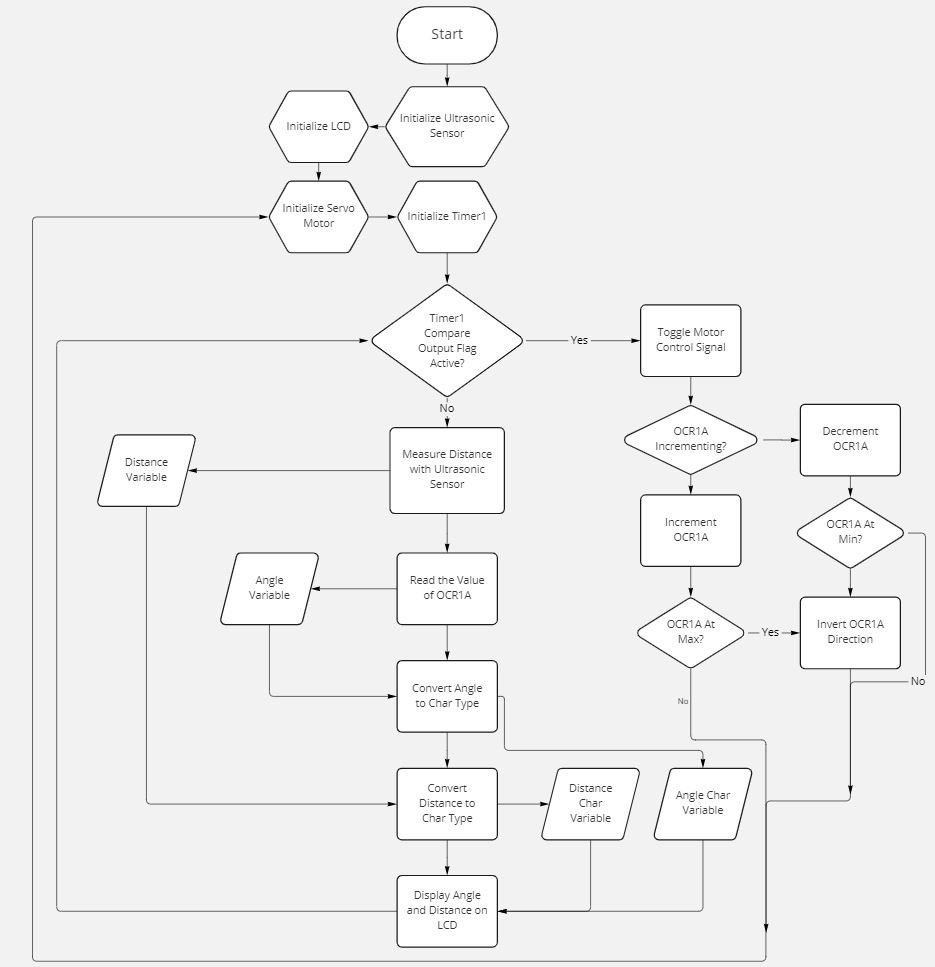 Start
Initialize Ultrasonic
Sensor
Initialize LCD
Initialize Servo
Motor
Initialize Timer1
Timer1
Compare
Output Flag
Active?
Yes
Toggle Motor
Control Signal
No
OCR1A
Incrementing?
Decrement
OCR1A
Measure Distance
with Ultrasonic
Sensor
Distance
Variable
Increment
OCR1A
OCR1A At
Min?
Read the Value
of OCR1A
Angle
Variable
OCR1A At
Max?
Yes
Invert OCR1A
Direction
No
Convert Angle
to Char Type
No
Convert
Distance to
Char Type
Distance
Char
Variable
Angle Char
Variable
Display Angle
and Distance on
LCD